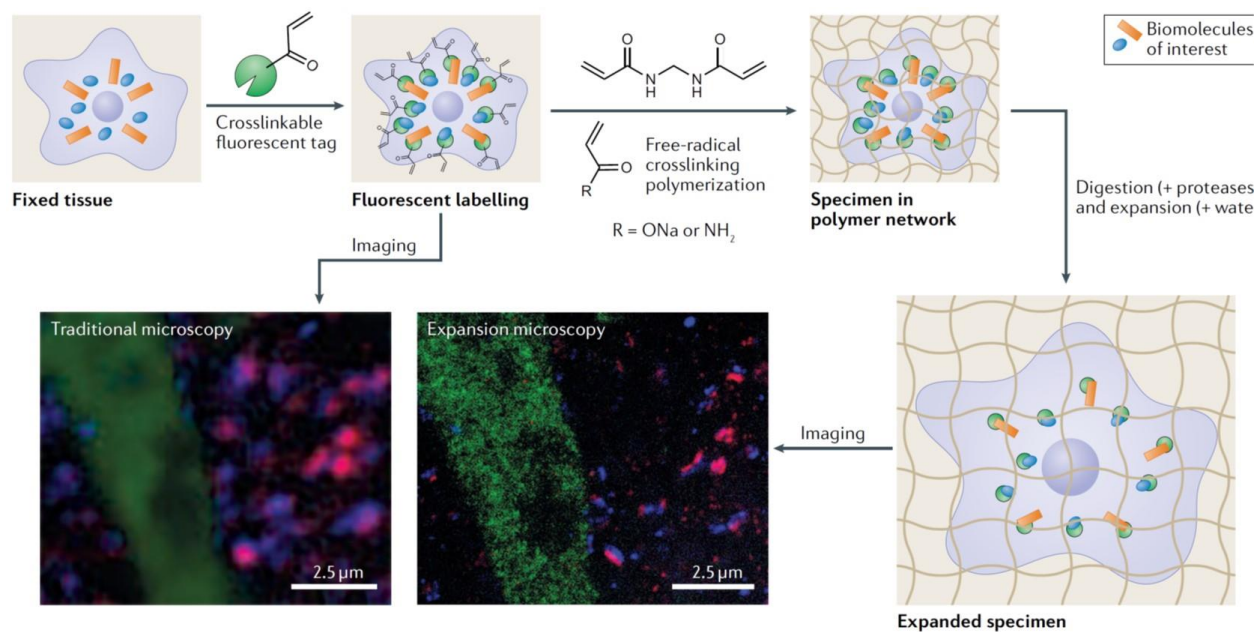 Biomolecules
of interest
Crosslinkable
fluorescent tag
O
O
O
N
H
N
H
O
R
Free-radical
crosslinking
polymerization
R = ONa or NH₂
Fixed tissue
Fluorescent labelling
Specimen in
polymer network
Digestion (+ proteases
and expansion (+ wate
Imaging
Traditional microscopy
2.5 µm
Expansion microscopy
2.5 µm
Imaging
Expanded specimen